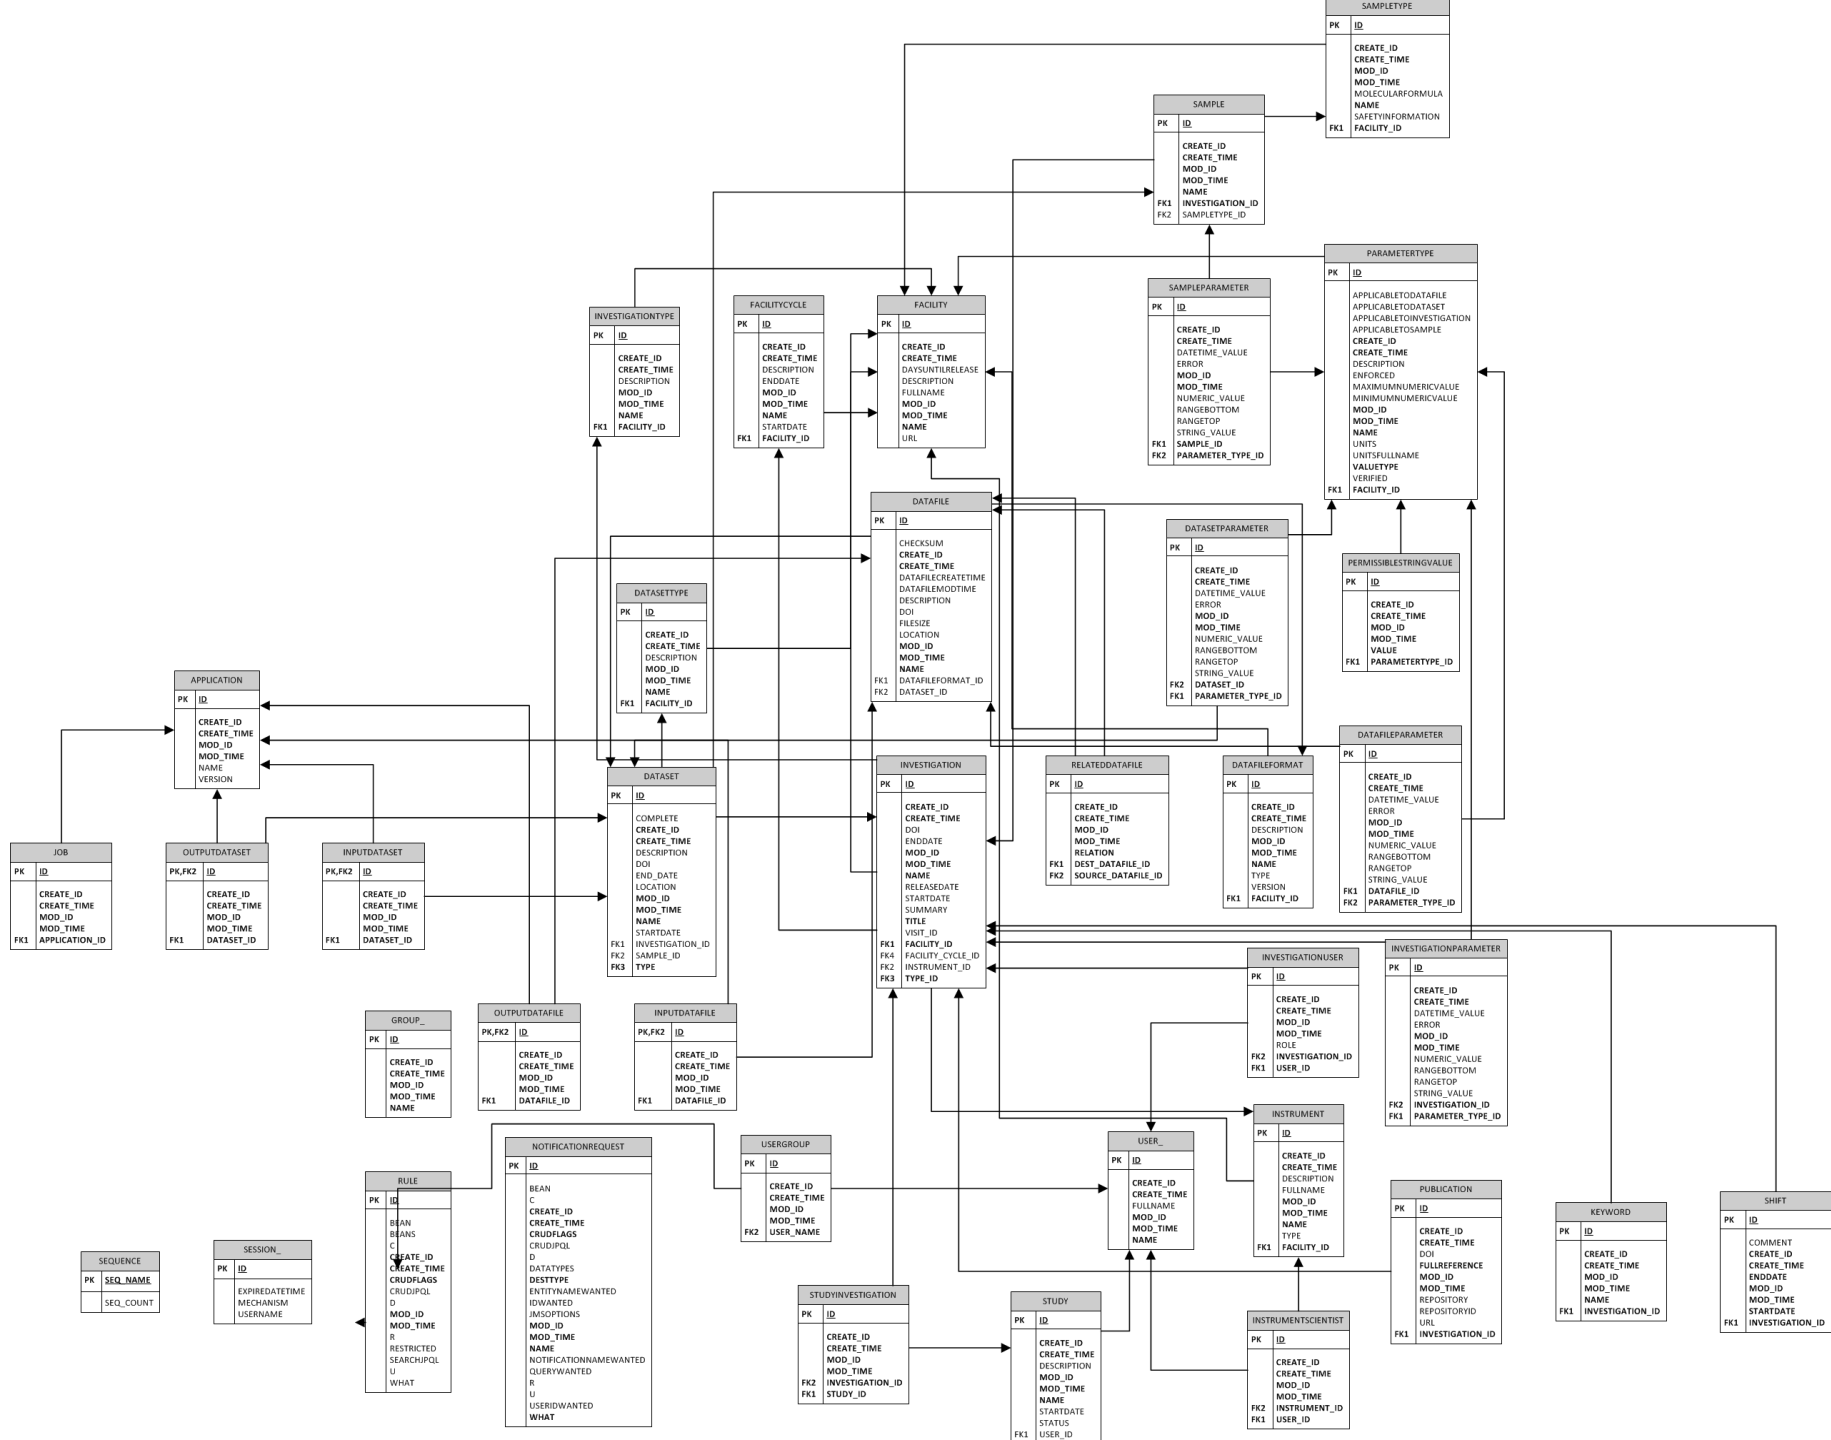 SAMPLETYPE
PK ID
CREATE_ID
CREATE_TIME
MOD_ID
MOD_TIME
MOLECULARFORMULA
NAME
SAFETYINFORMATION
FK1 FACILITY_ID
SAMPLE
PK ID
CREATE_ID
CREATE_TIME
MOD_ID
MOD_TIME
NAME
FK1 INVESTIGATION_ID
FK2 SAMPLETYPE_ID
PARAMETERTYPE
PK ID
APPLICABLETODATAFILE
APPLICABLETODATASET
APPLICABLETOINVESTIGATION
APPLICABLETOSAMPLE
CREATE_ID
CREATE_TIME
DESCRIPTION
ENFORCED
MAXIMUMNUMERICVALUE
MINIMUMNUMERICVALUE
MOD_ID
MOD_TIME
NAME
UNITS
UNITSFULLNAME
VALUETYPE
VERIFIED
FK1 FACILITY_ID
SAMPLEPARAMETER
PK ID
CREATE_ID
CREATE_TIME
DATETIME_VALUE
ERROR
MOD_ID
MOD_TIME
NUMERIC_VALUE
RANGEBOTTOM
RANGETOP
STRING_VALUE
FK1 SAMPLE_ID
FK2 PARAMETER_TYPE_ID
INVESTIGATIONTYPE
PK ID
CREATE_ID
CREATE_TIME
DESCRIPTION
MOD_ID
MOD_TIME
NAME
FK1 FACILITY_ID
FACILITYCYCLE
PK ID
CREATE_ID
CREATE_TIME
DESCRIPTION
ENDDATE
MOD_ID
MOD_TIME
NAME
STARTDATE
FK1 FACILITY_ID
FACILITY
PK ID
CREATE_ID
CREATE_TIME
DAYSUNTILRELEASE
DESCRIPTION
FULLNAME
MOD_ID
MOD_TIME
NAME
URL
DATAFILE
PK ID
CHECKSUM
CREATE_ID
CREATE_TIME
DATAFILECREATETIME
DATAFILEMODTIME
DESCRIPTION
DOI
FILESIZE
LOCATION
MOD_ID
MOD_TIME
NAME
FK1 DATAFILEFORMAT_ID
FK2 DATASET_ID
DATASETPARAMETER
PK ID
CREATE_ID
CREATE_TIME
DATETIME_VALUE
ERROR
MOD_ID
MOD_TIME
NUMERIC_VALUE
RANGEBOTTOM
RANGETOP
STRING_VALUE
FK2 DATASET_ID
FK1 PARAMETER_TYPE_ID
PERMISSIBLESTRINGVALUE
PK ID
CREATE_ID
CREATE_TIME
MOD_ID
MOD_TIME
VALUE
FK1 PARAMETERTYPE_ID
DATASETTYPE
PK ID
CREATE_ID
CREATE_TIME
DESCRIPTION
MOD_ID
MOD_TIME
NAME
FK1 FACILITY_ID
APPLICATION
PK ID
CREATE_ID
CREATE_TIME
MOD_ID
MOD_TIME
NAME
VERSION
DATASET
PK ID
COMPLETE
CREATE_ID
CREATE_TIME
DESCRIPTION
DOI
END_DATE
LOCATION
MOD_ID
MOD_TIME
NAME
STARTDATE
FK1 INVESTIGATION_ID
FK2 SAMPLE_ID
FK3 TYPE
INVESTIGATION
PK ID
CREATE_ID
CREATE_TIME
DOI
ENDDATE
MOD_ID
MOD_TIME
NAME
RELEASEDATE
STARTDATE
SUMMARY
TITLE
VISIT_ID
FK1 FACILITY_ID
FK4 FACILITY_CYCLE_ID
FK2 INSTRUMENT_ID
FK3 TYPE_ID
RELATEDDATAFILE
PK ID
CREATE_ID
CREATE_TIME
MOD_ID
MOD_TIME
RELATION
FK1 DEST_DATAFILE_ID
FK2 SOURCE_DATAFILE_ID
DATAFILEFORMAT
PK ID
CREATE_ID
CREATE_TIME
DESCRIPTION
MOD_ID
MOD_TIME
NAME
TYPE
VERSION
FK1 FACILITY_ID
DATAFILEPARAMETER
PK ID
CREATE_ID
CREATE_TIME
DATETIME_VALUE
ERROR
MOD_ID
MOD_TIME
NUMERIC_VALUE
RANGEBOTTOM
RANGETOP
STRING_VALUE
FK1 DATAFILE_ID
FK2 PARAMETER_TYPE_ID
JOB
PK ID
CREATE_ID
CREATE_TIME
MOD_ID
MOD_TIME
FK1 APPLICATION_ID
OUTPUTDATASET
PK,FK2 ID
CREATE_ID
CREATE_TIME
MOD_ID
MOD_TIME
FK1 DATASET_ID
INPUTDATASET
PK,FK2 ID
CREATE_ID
CREATE_TIME
MOD_ID
MOD_TIME
FK1 DATASET_ID
INVESTIGATIONUSER
PK ID
CREATE_ID
CREATE_TIME
MOD_ID
MOD_TIME
ROLE
FK2 INVESTIGATION_ID
FK1 USER_ID
INVESTIGATIONPARAMETER
PK ID
CREATE_ID
CREATE_TIME
DATETIME_VALUE
ERROR
MOD_ID
MOD_TIME
NUMERIC_VALUE
RANGEBOTTOM
RANGETOP
STRING_VALUE
FK2 INVESTIGATION_ID
FK1 PARAMETER_TYPE_ID
GROUP_
PK ID
CREATE_ID
CREATE_TIME
MOD_ID
MOD_TIME
NAME
OUTPUTDATAFILE
PK,FK2 ID
CREATE_ID
CREATE_TIME
MOD_ID
MOD_TIME
FK1 DATAFILE_ID
INPUTDATAFILE
PK,FK2 ID
CREATE_ID
CREATE_TIME
MOD_ID
MOD_TIME
FK1 DATAFILE_ID
INSTRUMENT
PK ID
CREATE_ID
CREATE_TIME
DESCRIPTION
FULLNAME
MOD_ID
MOD_TIME
NAME
TYPE
FK1 FACILITY_ID
USER_
PK ID
CREATE_ID
CREATE_TIME
FULLNAME
MOD_ID
MOD_TIME
NAME
USERGROUP
PK ID
CREATE_ID
CREATE_TIME
MOD_ID
MOD_TIME
FK2 USER_NAME
NOTIFICATIONREQUEST
PK ID
BEAN
C
CREATE_ID
CREATE_TIME
CRUDFLAGS
CRUDJPQL
D
DATATYPES
DESTTYPE
ENTITYNAMEWANTED
IDWANTED
JMSOPTIONS
MOD_ID
MOD_TIME
NAME
NOTIFICATIONNAMEWANTED
QUERYWANTED
R
U
USERIDWANTED
WHAT
RULE
PK ID
BEAN
BEANS
C
CREATE_ID
CREATE_TIME
CRUDFLAGS
CRUDJPQL
D
MOD_ID
MOD_TIME
R
RESTRICTED
SEARCHJPQL
U
WHAT
SESSION_
PK ID
EXPIREDATETIME
MECHANISM
USERNAME
SEQUENCE
PK SEQ_NAME
SEQ_COUNT
PUBLICATION
PK ID
CREATE_ID
CREATE_TIME
DOI
FULLREFERENCE
MOD_ID
MOD_TIME
REPOSITORY
REPOSITORYID
URL
FK1 INVESTIGATION_ID
KEYWORD
PK ID
CREATE_ID
CREATE_TIME
MOD_ID
MOD_TIME
NAME
FK1 INVESTIGATION_ID
SHIFT
PK ID
COMMENT
CREATE_ID
CREATE_TIME
ENDDATE
MOD_ID
MOD_TIME
STARTDATE
FK1 INVESTIGATION_ID
STUDYINVESTIGATION
PK ID
CREATE_ID
CREATE_TIME
MOD_ID
MOD_TIME
FK2 INVESTIGATION_ID
FK1 STUDY_ID
STUDY
PK ID
CREATE_ID
CREATE_TIME
DESCRIPTION
MOD_ID
MOD_TIME
NAME
STARTDATE
STATUS
FK1 USER_ID
INSTRUMENTSCIENTIST
PK ID
CREATE_ID
CREATE_TIME
MOD_ID
MOD_TIME
FK2 INSTRUMENT_ID
FK1 USER_ID